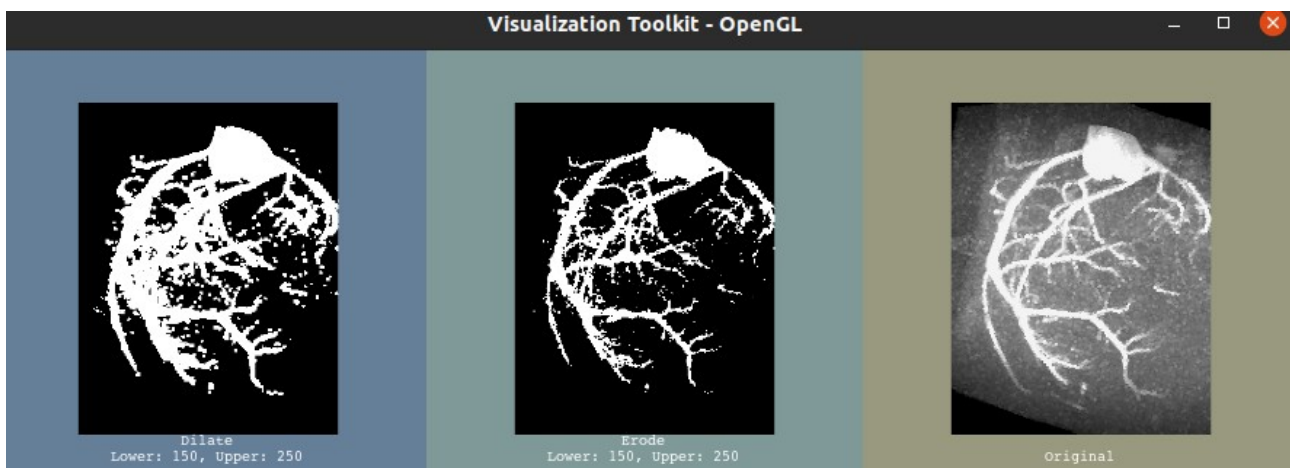 Visualization Toolkit - OpenGL
Dilate
Lower: 150, Upper: 250
Erode
Lower: 150, Upper: 250
Original